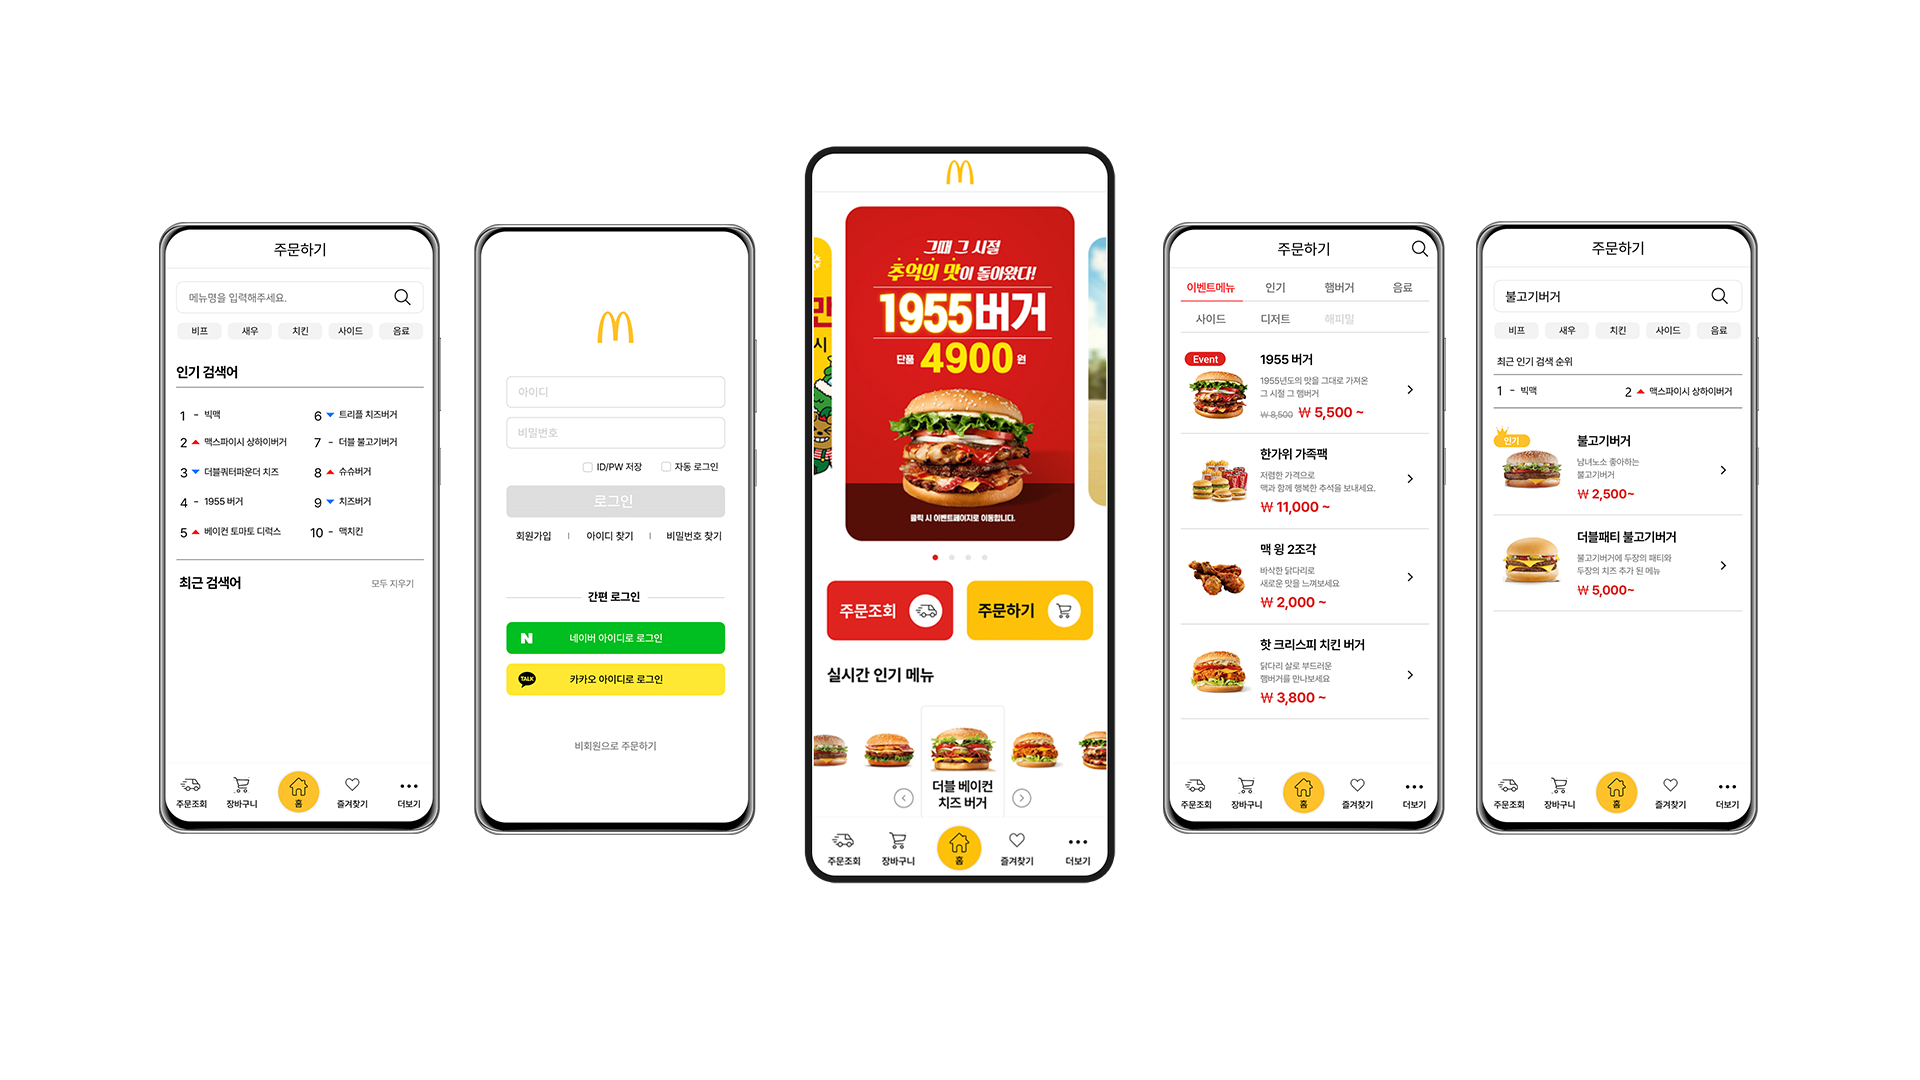 주문하기
메뉴명을 입력해주세요.
비프 새우 치킨 사이드 음료
인기 검색어
1 - 빅맥
2 맥스파이시 상하이버거
3 더블쿼터파운더 치즈
4 - 1955 버거
5 베이컨 토마토 디럭스
6 트리플 치즈버거
7 - 더블 불고기버거
8 슈슈버거
9 치즈버거
10 - 맥치킨
최근 검색어 모두 지우기
주문조회 장바구니 홈 즐겨찾기 더보기
아이디
비밀번호
ID/PW 저장 자동 로그인
로그인
회원가입 | 아이디 찾기 | 비밀번호 찾기
간편 로그인
N 네이버 아이디로 로그인
TALK 카카오 아이디로 로그인
비회원으로 주문하기
그때 그 시절
추억의 맛이 돌아왔다!
1955버거
단품 4900원
클릭 시 이벤트페이지로 이동합니다.
시
주문조회 주문하기
실시간 인기 메뉴
더블 베이컨
치즈 버거
주문조회 장바구니 홈 즐겨찾기 더보기
주문하기
이벤트메뉴 인기 햄버거 음료
사이드 디저트 해피밀
Event
1955 버거
1955년도의 맛을 그대로 가져온
그 시절 그 햄버거
₩ 8,500 ₩ 5,500 ~
한가위 가족팩
저렴한 가격으로
맥과 함께 행복한 추석을 보내세요.
₩ 11,000 ~
맥 윙 2조각
바삭한 닭다리로
새로운 맛을 느껴보세요
₩ 2,000 ~
핫 크리스피 치킨 버거
닭다리 살로 부드러운
햄버거를 만나보세요
₩ 3,800 ~
주문조회 장바구니 홈 즐겨찾기 더보기
주문하기
불고기버거
비프 새우 치킨 사이드 음료
최근 인기 검색 순위
1 - 빅맥 2 맥스파이시 상하이버거
인기
불고기버거
남녀노소 좋아하는
불고기버거
₩ 2,500~
더블패티 불고기버거
불고기버거에 두장의 패티와
두장의 치즈 추가 된 메뉴
₩ 5,000~
주문조회 장바구니 홈 즐겨찾기 더보기